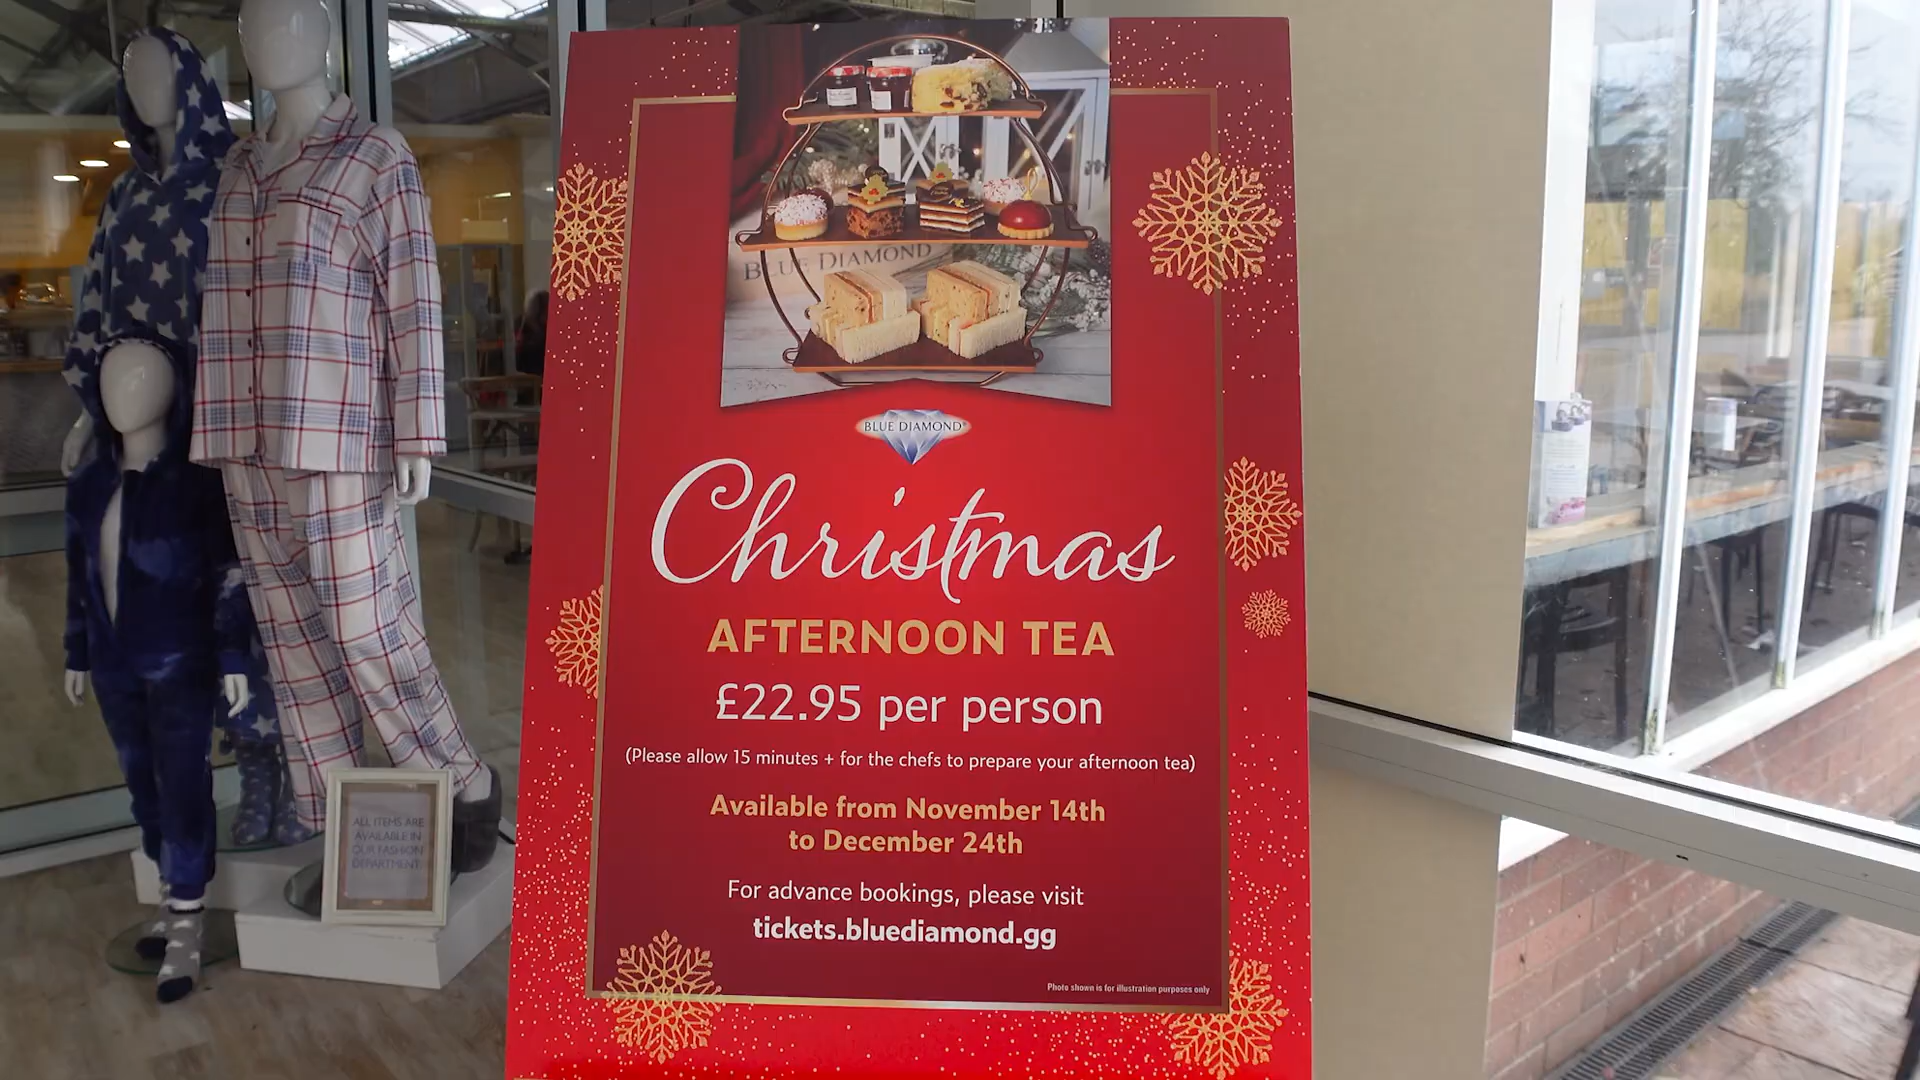 BLUE DIAMOND
BLUE DIAMOND
Christmas
AFTERNOON TEA
£22.95 per person
(Please allow 15 minutes + for the chefs to prepare your afternoon tea)
Available from November 14th
to December 24th
For advance bookings, please visit
tickets.bluediamond.gg
Photo shown is for illustration purposes only
ALL ITEMS ARE
AVAILABLE IN
OUR FASHION
DEPARTMENT